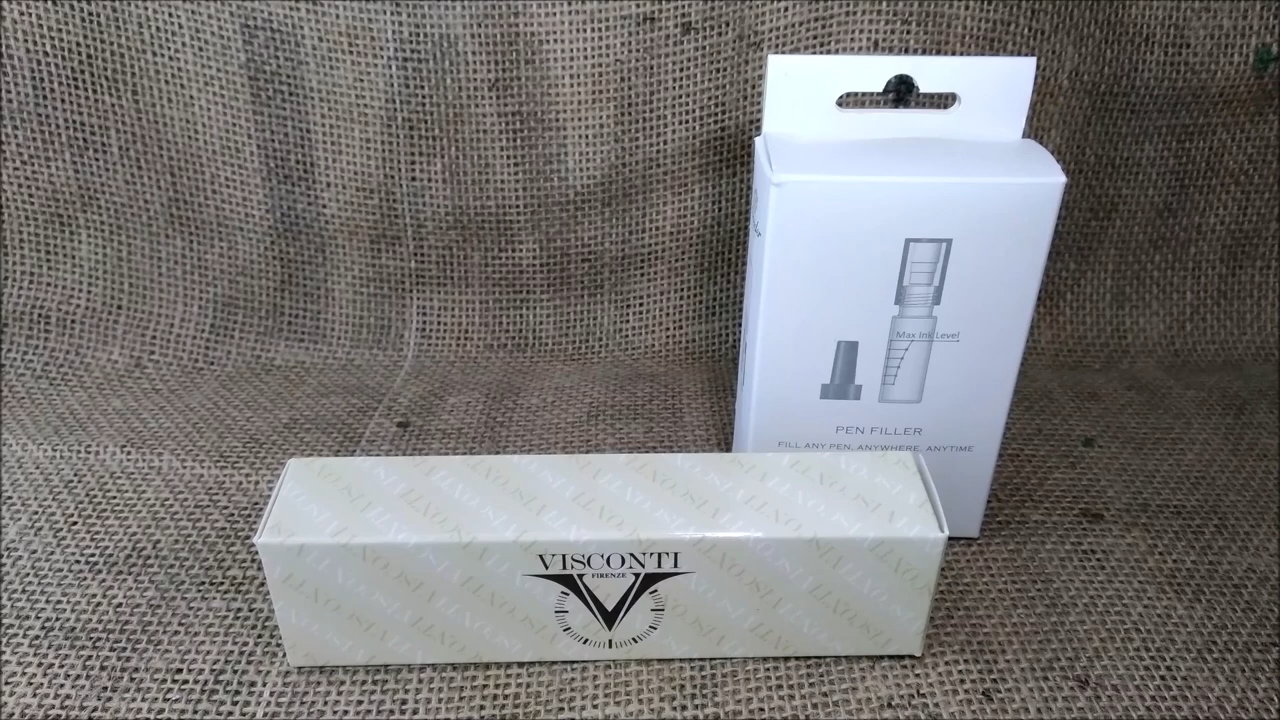 Max Ink Level
PEN FILLER
FILL ANY PEN, ANYWHERE, ANYTIME
VISCONTI
FIRENZE